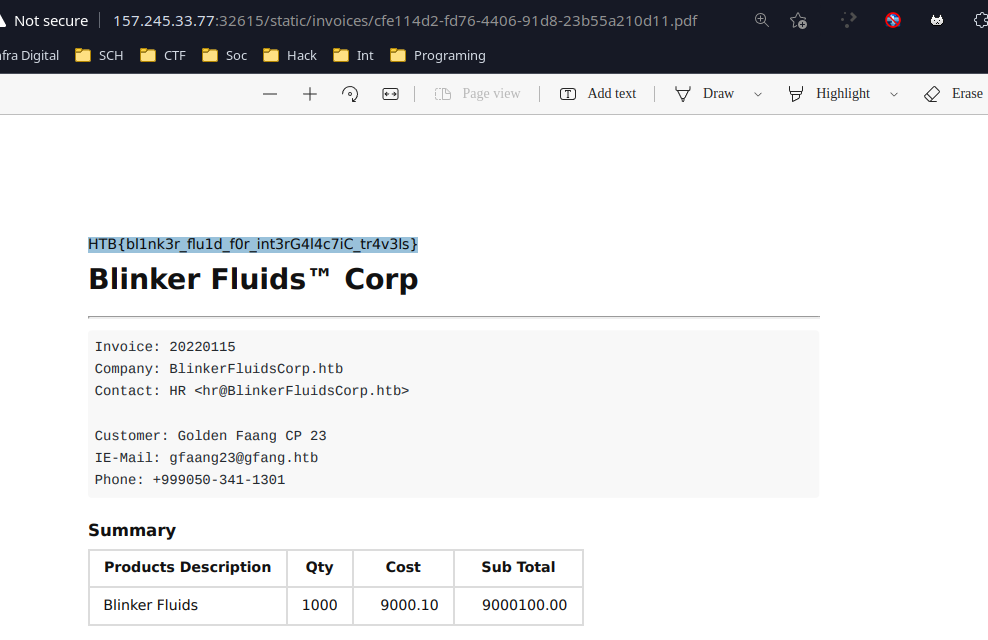 Not secure 157.245.33.77:32615/static/invoices/cfe114d2-fd76-4406-91d8-23b55a210d11.pdf
nfra Digital SCH CTF Soc Hack Int Programing
Page view Add text Draw Highlight Erase
HTB{bl1nk3r_flu1d_f0r_int3rG4l4c7iC_tr4v3ls}
Blinker Fluids™ Corp
Invoice: 20220115
Company: BlinkerFluidsCorp.htb
Contact: HR <hr@BlinkerFluidsCorp.htb>
Customer: Golden Faang CP 23
IE-Mail: gfaang23@gfang.htb
Phone: +999050-341-1301
Summary
Products Description Qty Cost Sub Total
Blinker Fluids 1000 9000.10 9000100.00